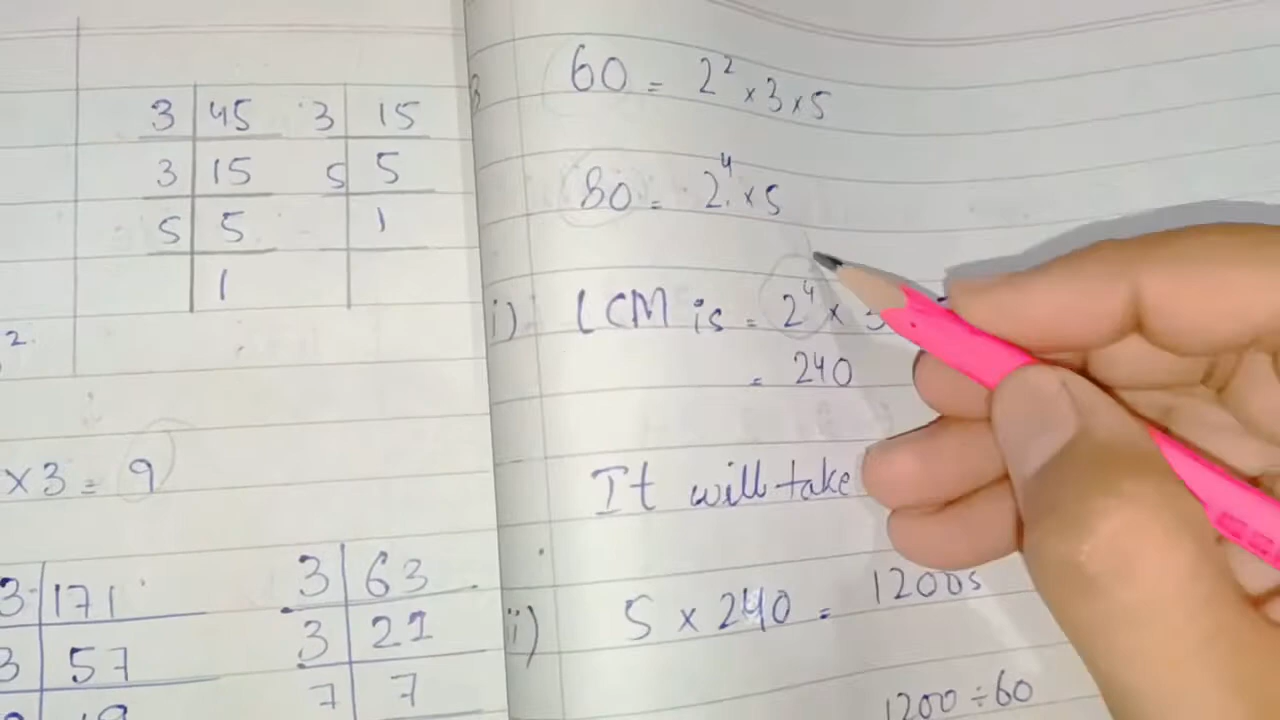 3 | 45 3 | 15
3 | 15 5 | 5
5 | 5 1
1
2.
× 3 = 9
3 | 171 3 | 63
3 | 57 3 | 21
7 | 7
60 = 2² × 3 × 5
80 = 2⁴ × 5
i) LCM is = 2⁴ ×
= 240
It will take
ii) 5 × 240 = 1200s
1200 ÷ 60